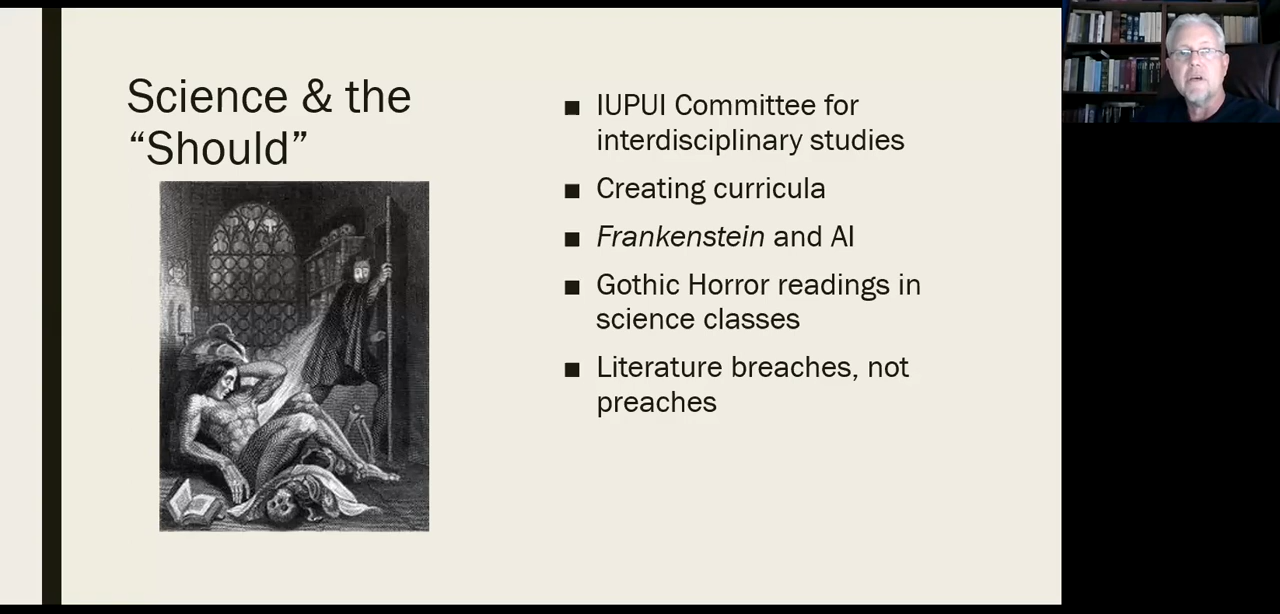 Science & the
“Should”
■ IUPUI Committee for
interdisciplinary studies
■ Creating curricula
■ Frankenstein and AI
■ Gothic Horror readings in
science classes
■ Literature breaches, not
preaches